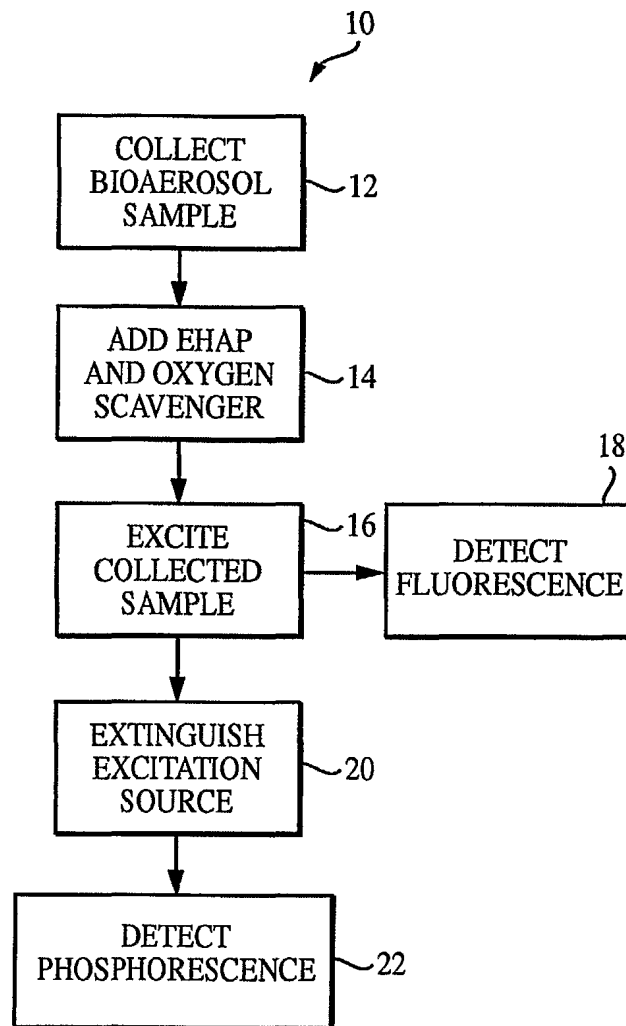 10
COLLECT
BIOAEROSOL
SAMPLE
12
ADD EHAP
AND OXYGEN
SCAVENGER
14
EXCITE
COLLECTED
SAMPLE
16
DETECT
FLUORESCENCE
18
EXTINGUISH
EXCITATION
SOURCE
20
DETECT
PHOSPHORESCENCE
22